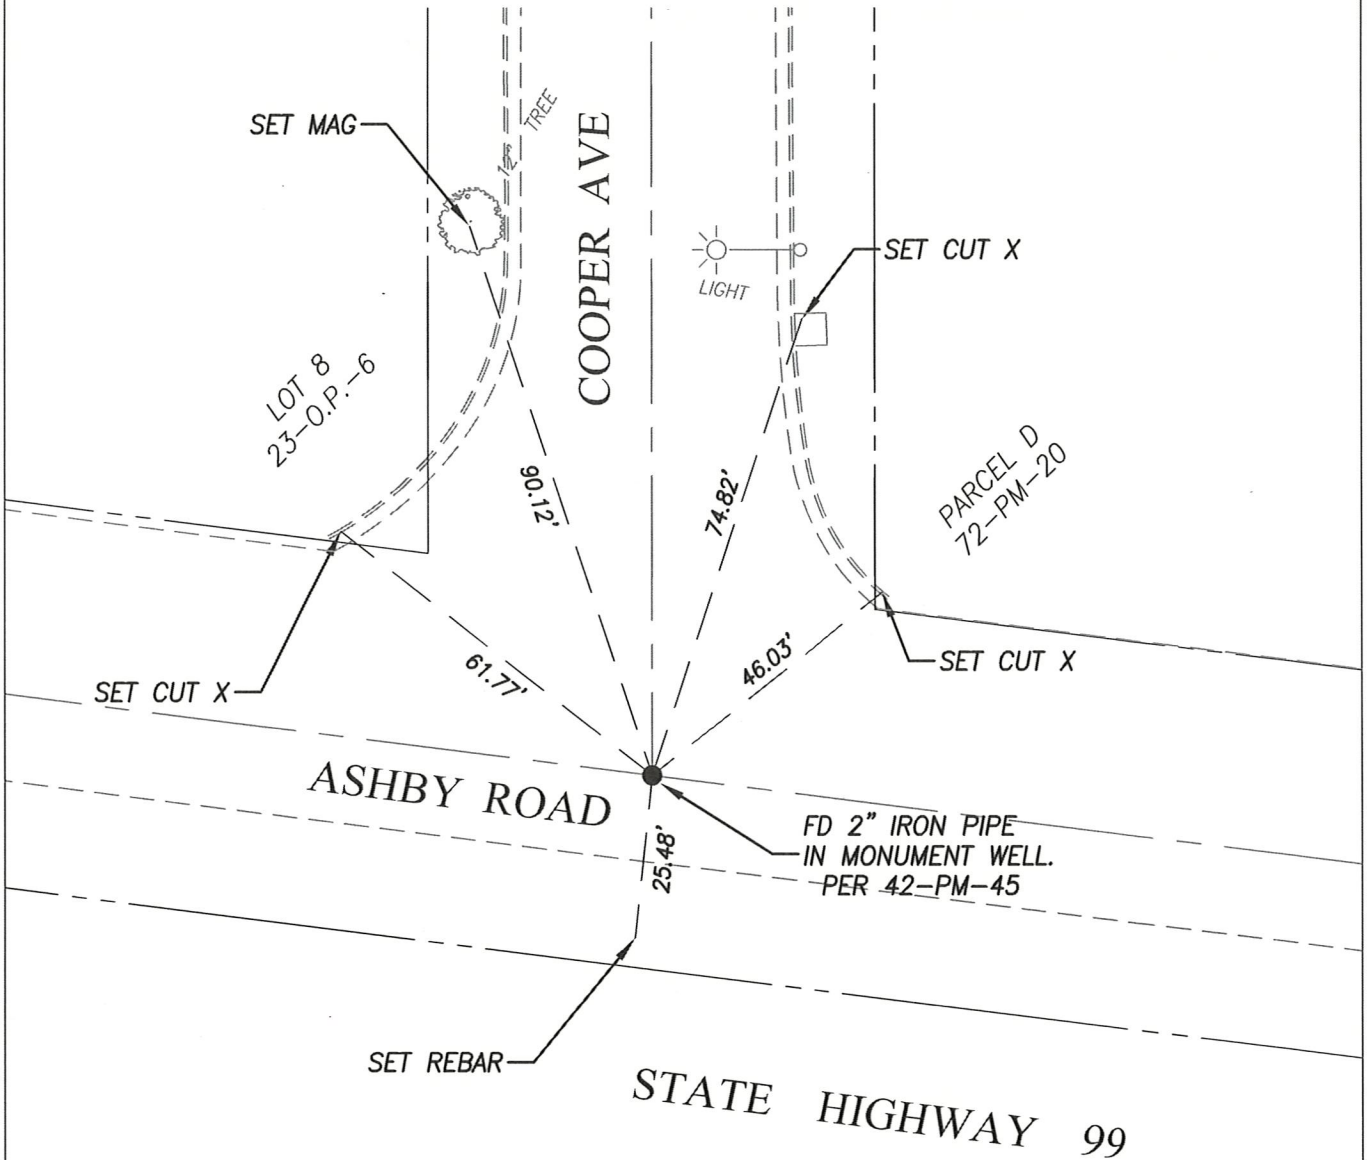 SET MAG
12"
TREE
COOPER AVE
SET CUT X
LIGHT
LOT 8
23-O.P.-6
90.12'
74.82'
PARCEL D
72-PM-20
61.77'
46.03'
SET CUT X
SET CUT X
ASHBY ROAD
FD 2" IRON PIPE
IN MONUMENT WELL.
PER 42-PM-45
25.48'
SET REBAR
STATE HIGHWAY 99